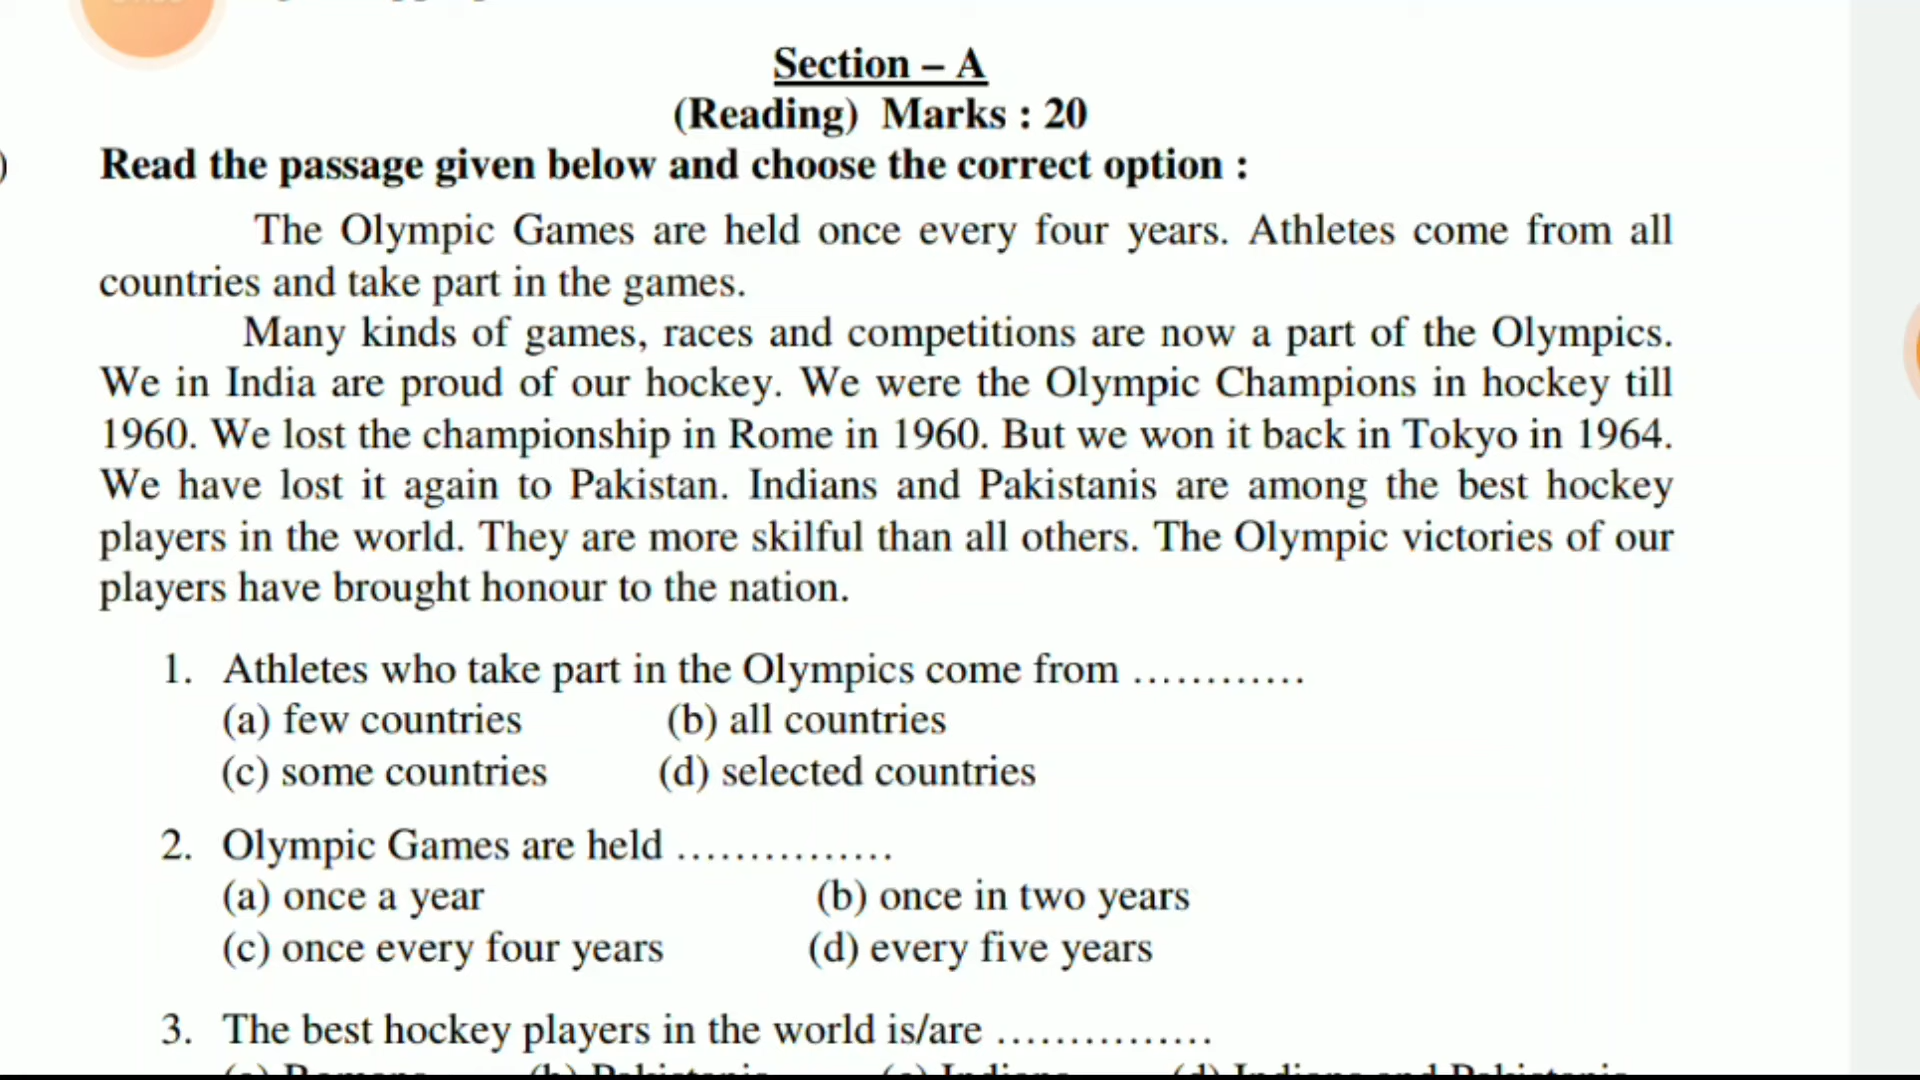 Section – A
(Reading) Marks : 20
) Read the passage given below and choose the correct option :
The Olympic Games are held once every four years. Athletes come from all
countries and take part in the games.
Many kinds of games, races and competitions are now a part of the Olympics.
We in India are proud of our hockey. We were the Olympic Champions in hockey till
1960. We lost the championship in Rome in 1960. But we won it back in Tokyo in 1964.
We have lost it again to Pakistan. Indians and Pakistanis are among the best hockey
players in the world. They are more skilful than all others. The Olympic victories of our
players have brought honour to the nation.
1. Athletes who take part in the Olympics come from ............
(a) few countries (b) all countries
(c) some countries (d) selected countries
2. Olympic Games are held ...............
(a) once a year (b) once in two years
(c) once every four years (d) every five years
3. The best hockey players in the world is/are ...............